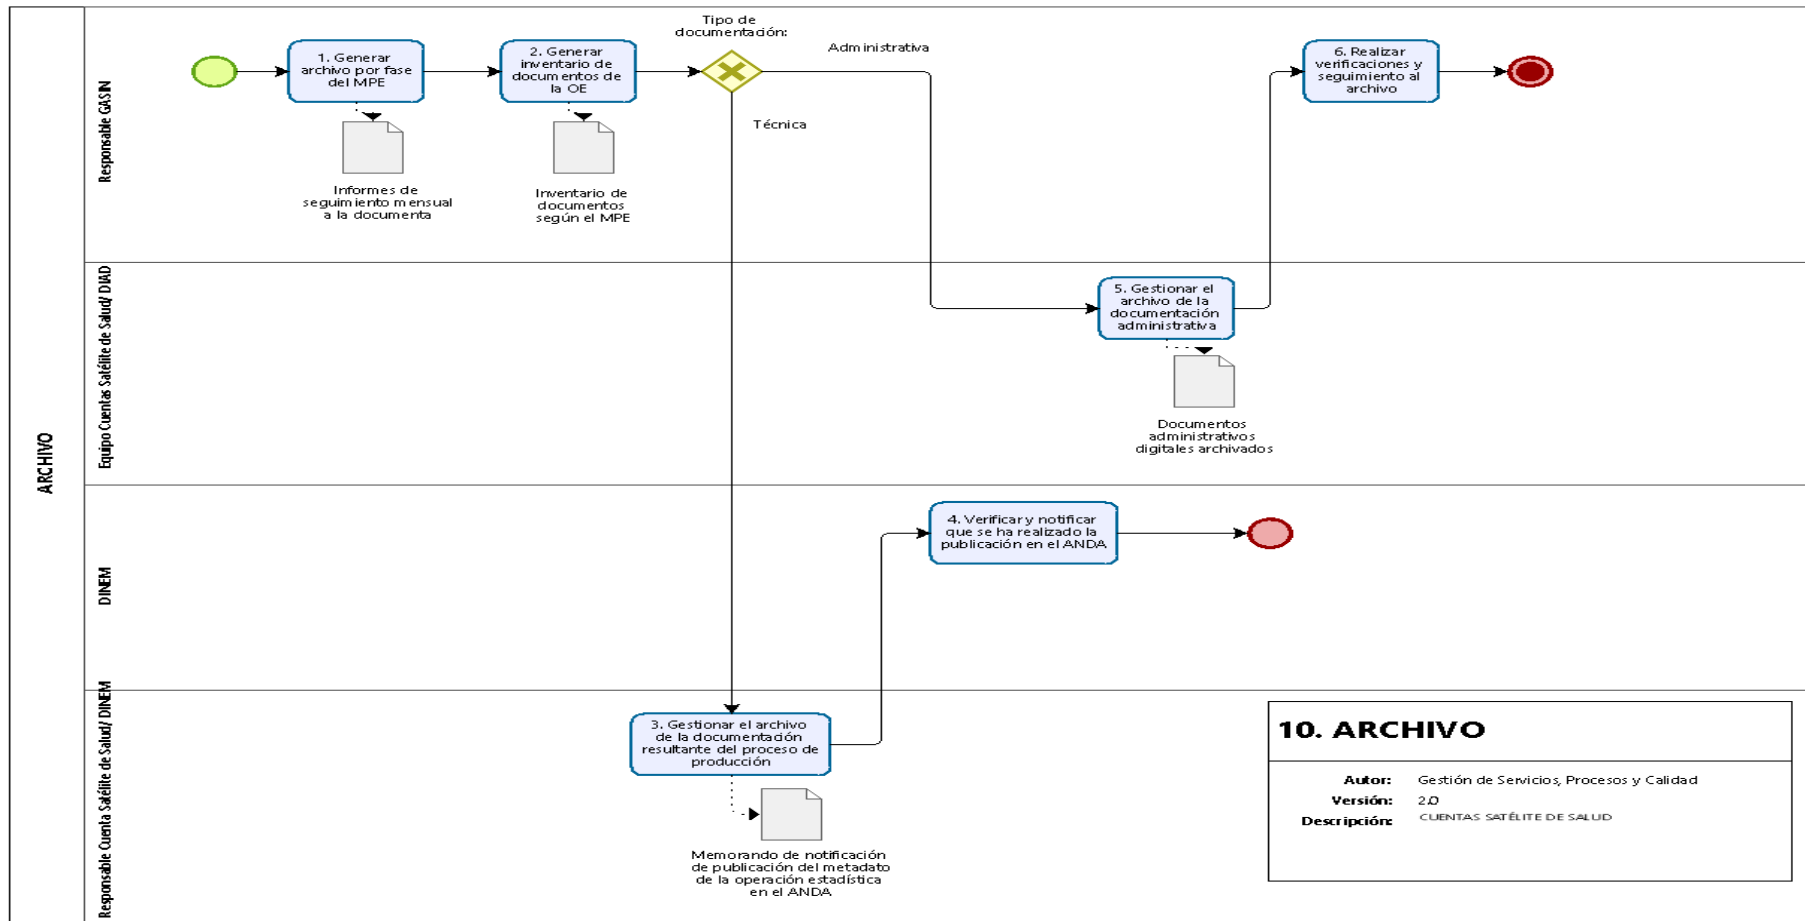 ARCHIVO
Responsable GASIN
1. Generar
archivo por fase
del MPE
Informes de
seguimiento mensual
a la documenta
2. Generar
inventario de
documentos de
la OE
Inventario de
documentos
según el MPE
Tipo de
documentación:
Administrativa
Técnica
6. Realizar
verificaciones y
seguimiento al
archivo
Equipo Cuentas Satélite de Salud/ DIAD
5. Gestionar el
archivo de la
documentación
administrativa
Documentos
administrativos
digitales archivados
DINEM
4. Verificar y notificar
que se ha realizado la
publicación en el ANDA
Responsable Cuenta Satélite de Salud/ DINEM
3. Gestionar el archivo
de la documentación
resultante del proceso de
producción
Memorando de notificación
de publicación del metadato
de la operación estadística
en el ANDA
10. ARCHIVO
Autor: Gestión de Servicios, Procesos y Calidad
Versión: 2.0
Descripción: CUENTAS SATÉLITE DE SALUD